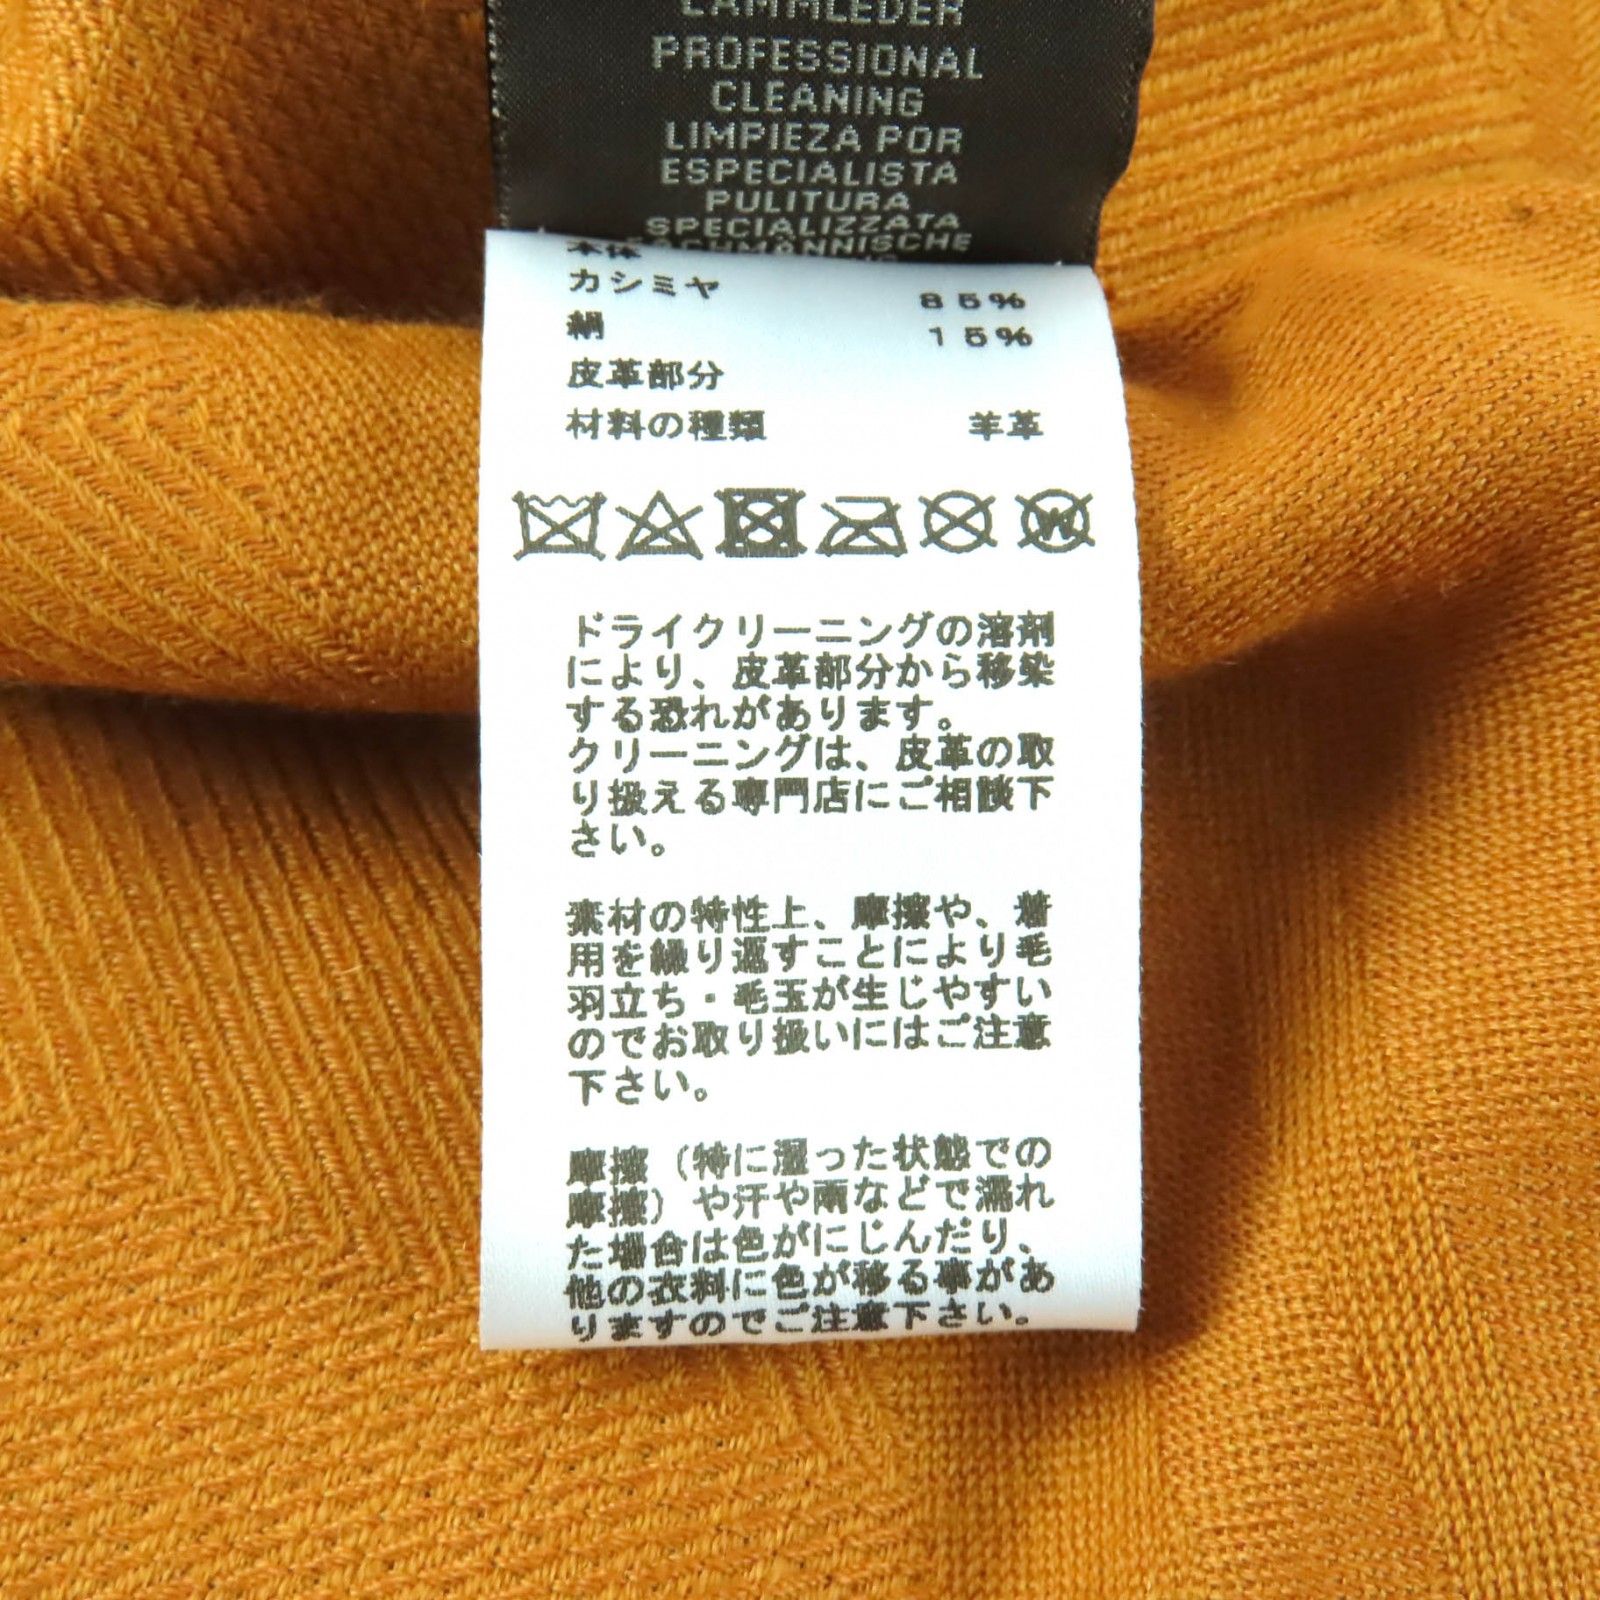 LAMMLEDER
PROFESSIONAL
CLEANING
LIMPIEZA POR
ESPECIALISTA
PULITURA
SPECIALIZZATA
本体
カシミヤ 85%
絹 15%
皮革部分
材料の種類 羊革
W
ドライクリーニングの溶剤
により、皮革部分から移染
する恐れがあります。
クリーニングは、皮革の取
り扱える専門店にご相談下
さい。
素材の特性上、摩擦や、着
用を繰り返すことにより毛
羽立ち・毛玉が生じやすい
のでお取り扱いにはご注意
下さい。
摩擦（特に湿った状態での
摩擦）や汗や雨などで濡れ
た場合は色がにじんだり、
他の衣料に色が移る事があ
りますのでご注意下さい。